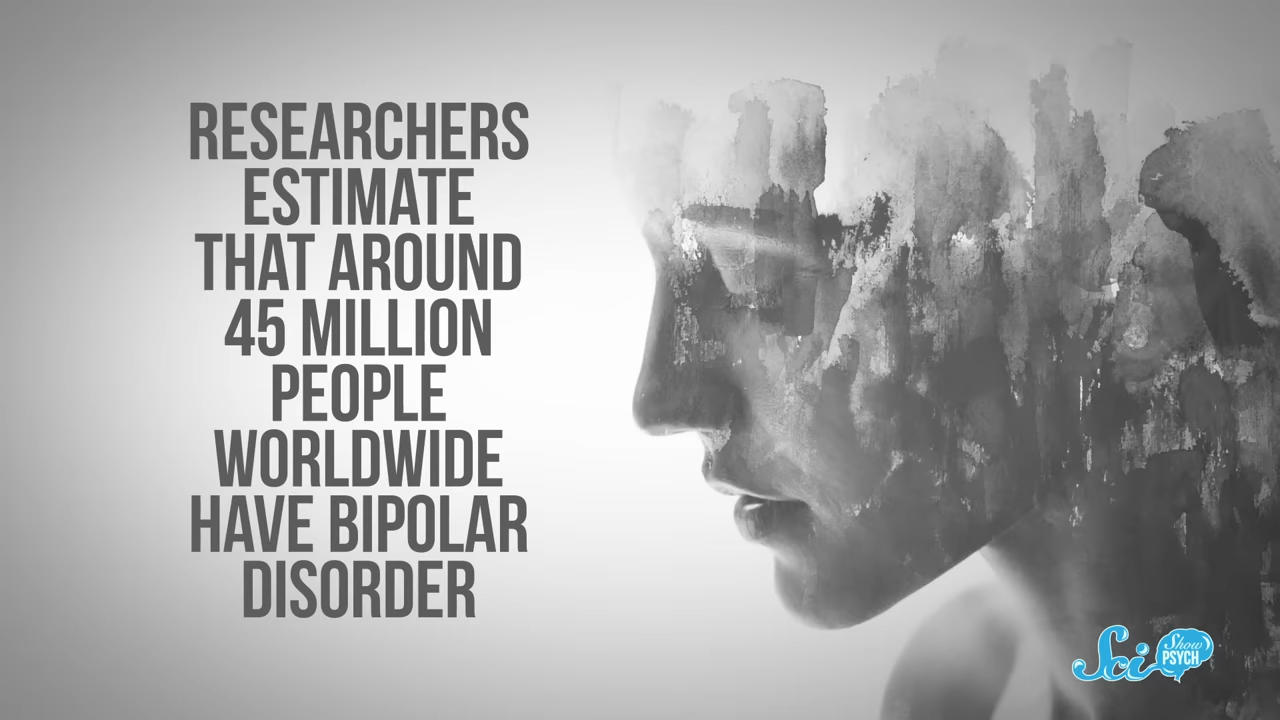 RESEARCHERS
ESTIMATE
THAT AROUND
45 MILLION
PEOPLE
WORLDWIDE
HAVE BIPOLAR
DISORDER
Sci Show
PSYCH